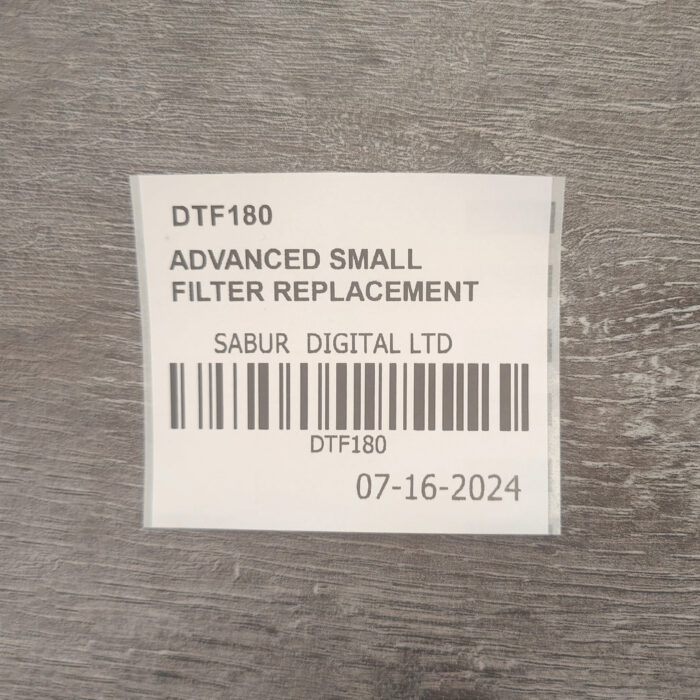 DTF180
ADVANCED SMALL
FILTER REPLACEMENT
SABUR DIGITAL LTD
DTF180
07-16-2024